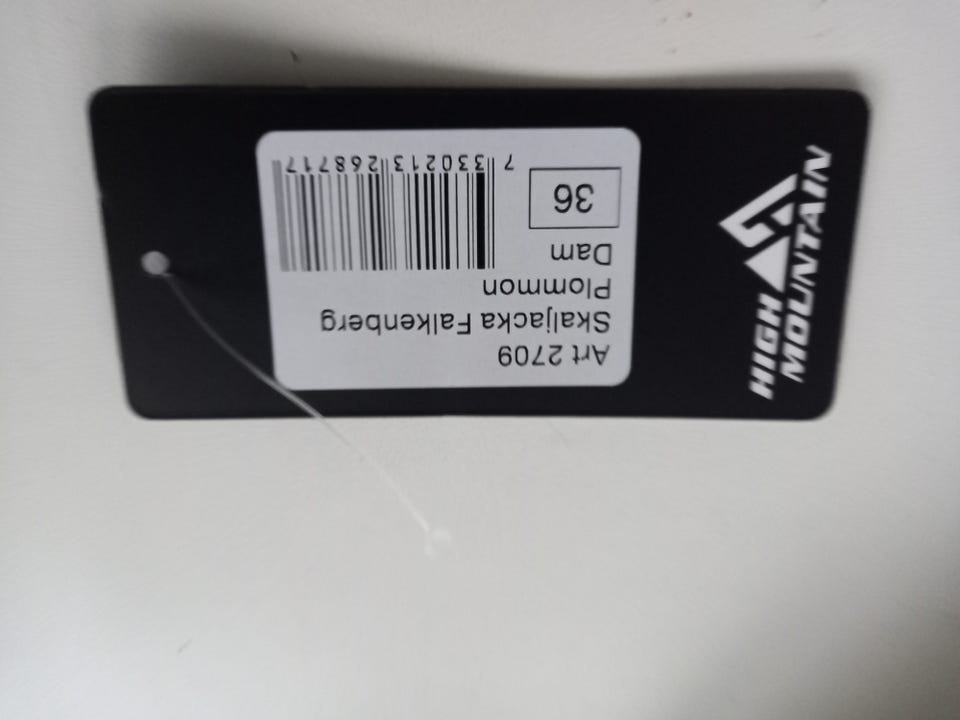 Art 2709
Skaljacka Falkenberg
Plommon
Dam
36
7 330213 268717
HIGH
MOUNTAIN